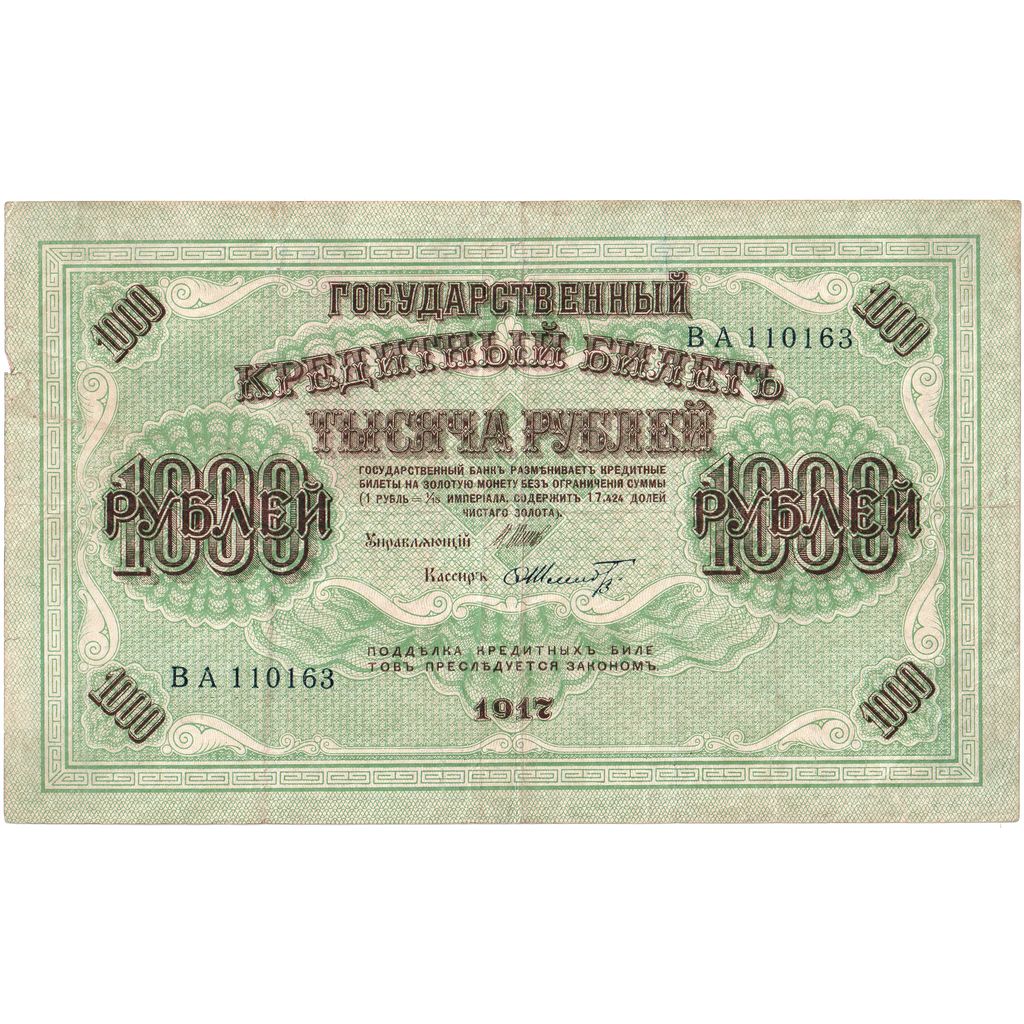 1000
1000
ГОСУДАРСТВЕННЫЙ
ВА 110163
КРЕДИТНЫЙ БИЛЕТЪ
ТЫСЯЧА РУБЛЕЙ
ГОСУДАРСТВЕННЫЙ БАНКЪ РАЗМѢНИВАЕТЪ КРЕДИТНЫЕ
БИЛЕТЫ НА ЗОЛОТУЮ МОНЕТУ БЕЗЪ ОГРАНИЧЕНІЯ СУММЫ
(1 РУБЛЬ = 1/15 ИМПЕРІАЛА, СОДЕРЖИТЪ 17,424 ДОЛЕЙ
ЧИСТАГО ЗОЛОТА).
1000
РУБЛЕЙ
1000
РУБЛЕЙ
Управляющій
Кассиръ
ПОДДѢЛКА КРЕДИТНЫХЪ БИЛЕ
ТОВЪ ПРЕСЛѢДУЕТСЯ ЗАКОНОМЪ.
ВА 110163
1917
1000
1000